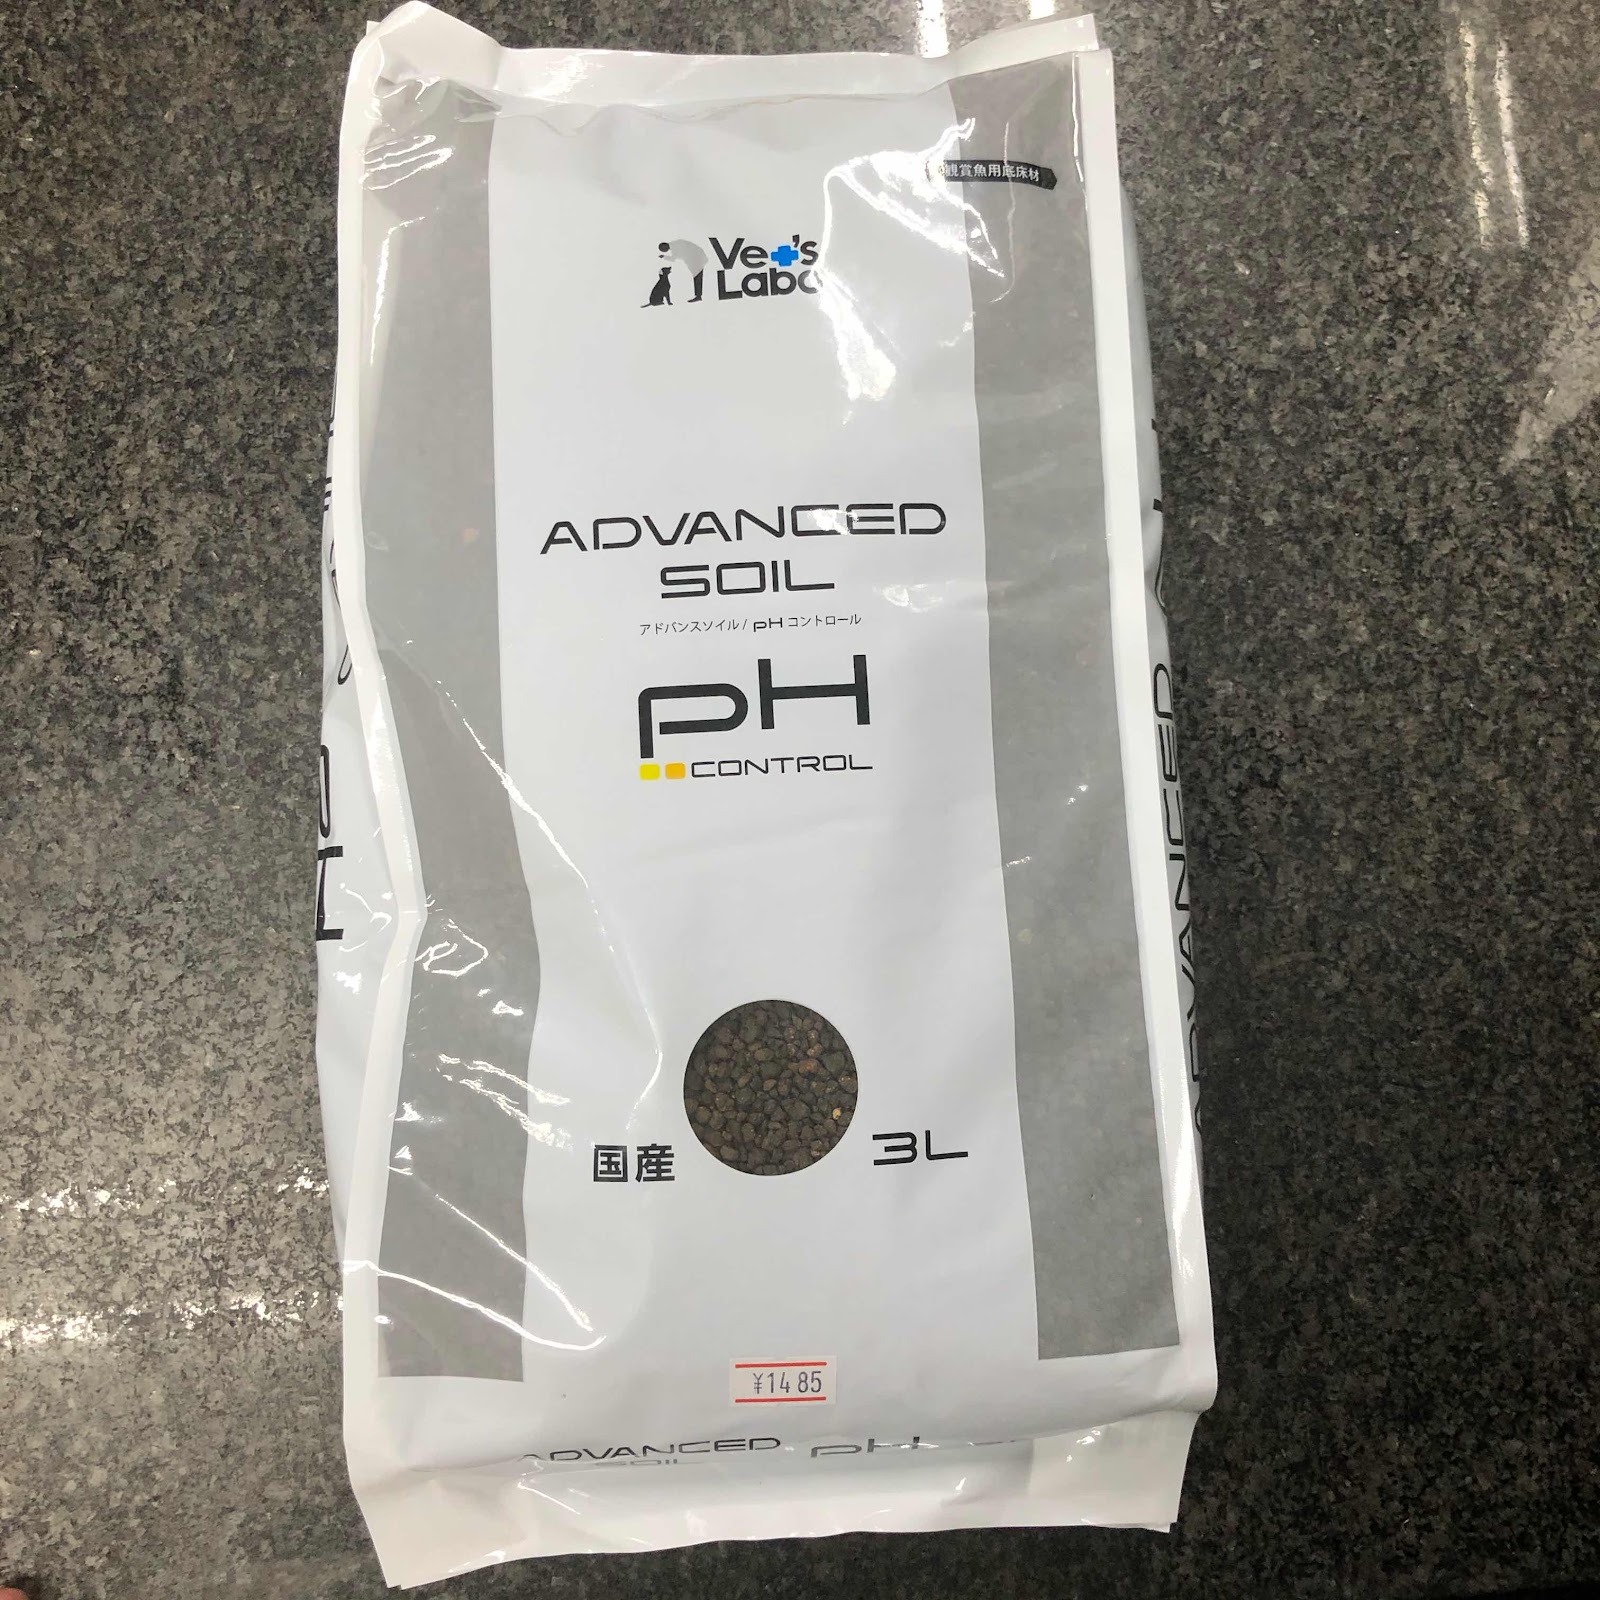 観賞魚用底床材
Vet's
Labo
ADVANCED
SOIL
アドバンスソイル / pH コントロール
pH
CONTROL
国産
3L
¥1485
ADVANCED
SOIL
pH
ADVANCED